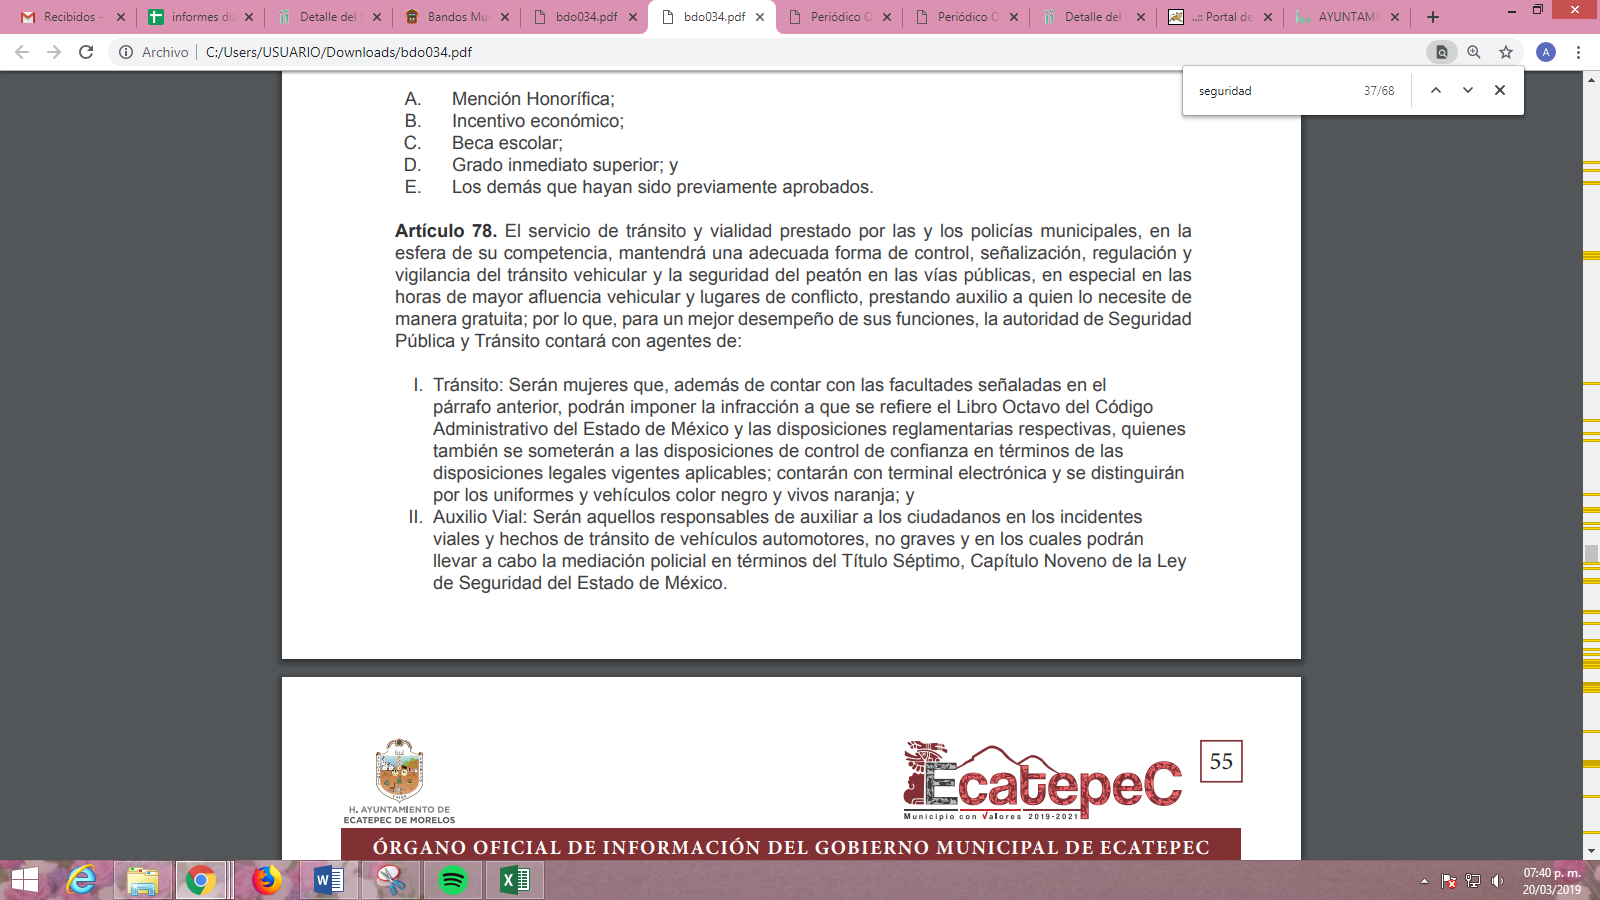 Recibidos -
informes di
Detalle del S
Bandos Mu
bdo034.pdf
bdo034.pdf
Periódico O
Periódico O
Detalle del
..:: Portal de
AYUNTAMI
Archivo
C:/Users/USUARIO/Downloads/bdo034.pdf
A
seguridad
37/68
A. Mención Honorífica;
B. Incentivo económico;
C. Beca escolar;
D. Grado inmediato superior; y
E. Los demás que hayan sido previamente aprobados.
Artículo 78. El servicio de tránsito y vialidad prestado por las y los policías municipales, en la
esfera de su competencia, mantendrá una adecuada forma de control, señalización, regulación y
vigilancia del tránsito vehicular y la seguridad del peatón en las vías públicas, en especial en las
horas de mayor afluencia vehicular y lugares de conflicto, prestando auxilio a quien lo necesite de
manera gratuita; por lo que, para un mejor desempeño de sus funciones, la autoridad de Seguridad
Pública y Tránsito contará con agentes de:
I. Tránsito: Serán mujeres que, además de contar con las facultades señaladas en el
párrafo anterior, podrán imponer la infracción a que se refiere el Libro Octavo del Código
Administrativo del Estado de México y las disposiciones reglamentarias respectivas, quienes
también se someterán a las disposiciones de control de confianza en términos de las
disposiciones legales vigentes aplicables; contarán con terminal electrónica y se distinguirán
por los uniformes y vehículos color negro y vivos naranja; y
II. Auxilio Vial: Serán aquellos responsables de auxiliar a los ciudadanos en los incidentes
viales y hechos de tránsito de vehículos automotores, no graves y en los cuales podrán
llevar a cabo la mediación policial en términos del Título Séptimo, Capítulo Noveno de la Ley
de Seguridad del Estado de México.
H. AYUNTAMIENTO DE
ECATEPEC DE MORELOS
EcatepeC
Municipio con Valores 2019-2021
55
ÓRGANO OFICIAL DE INFORMACIÓN DEL GOBIERNO MUNICIPAL DE ECATEPEC
07:40 p. m.
20/03/2019